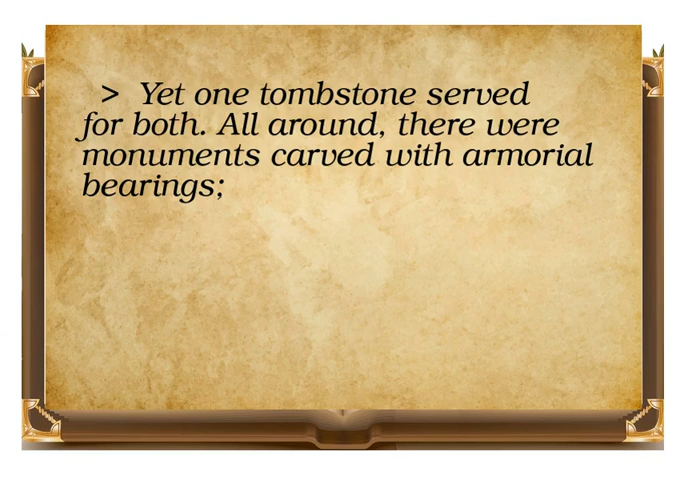 > Yet one tombstone served
for both. All around, there were
monuments carved with armorial
bearings;